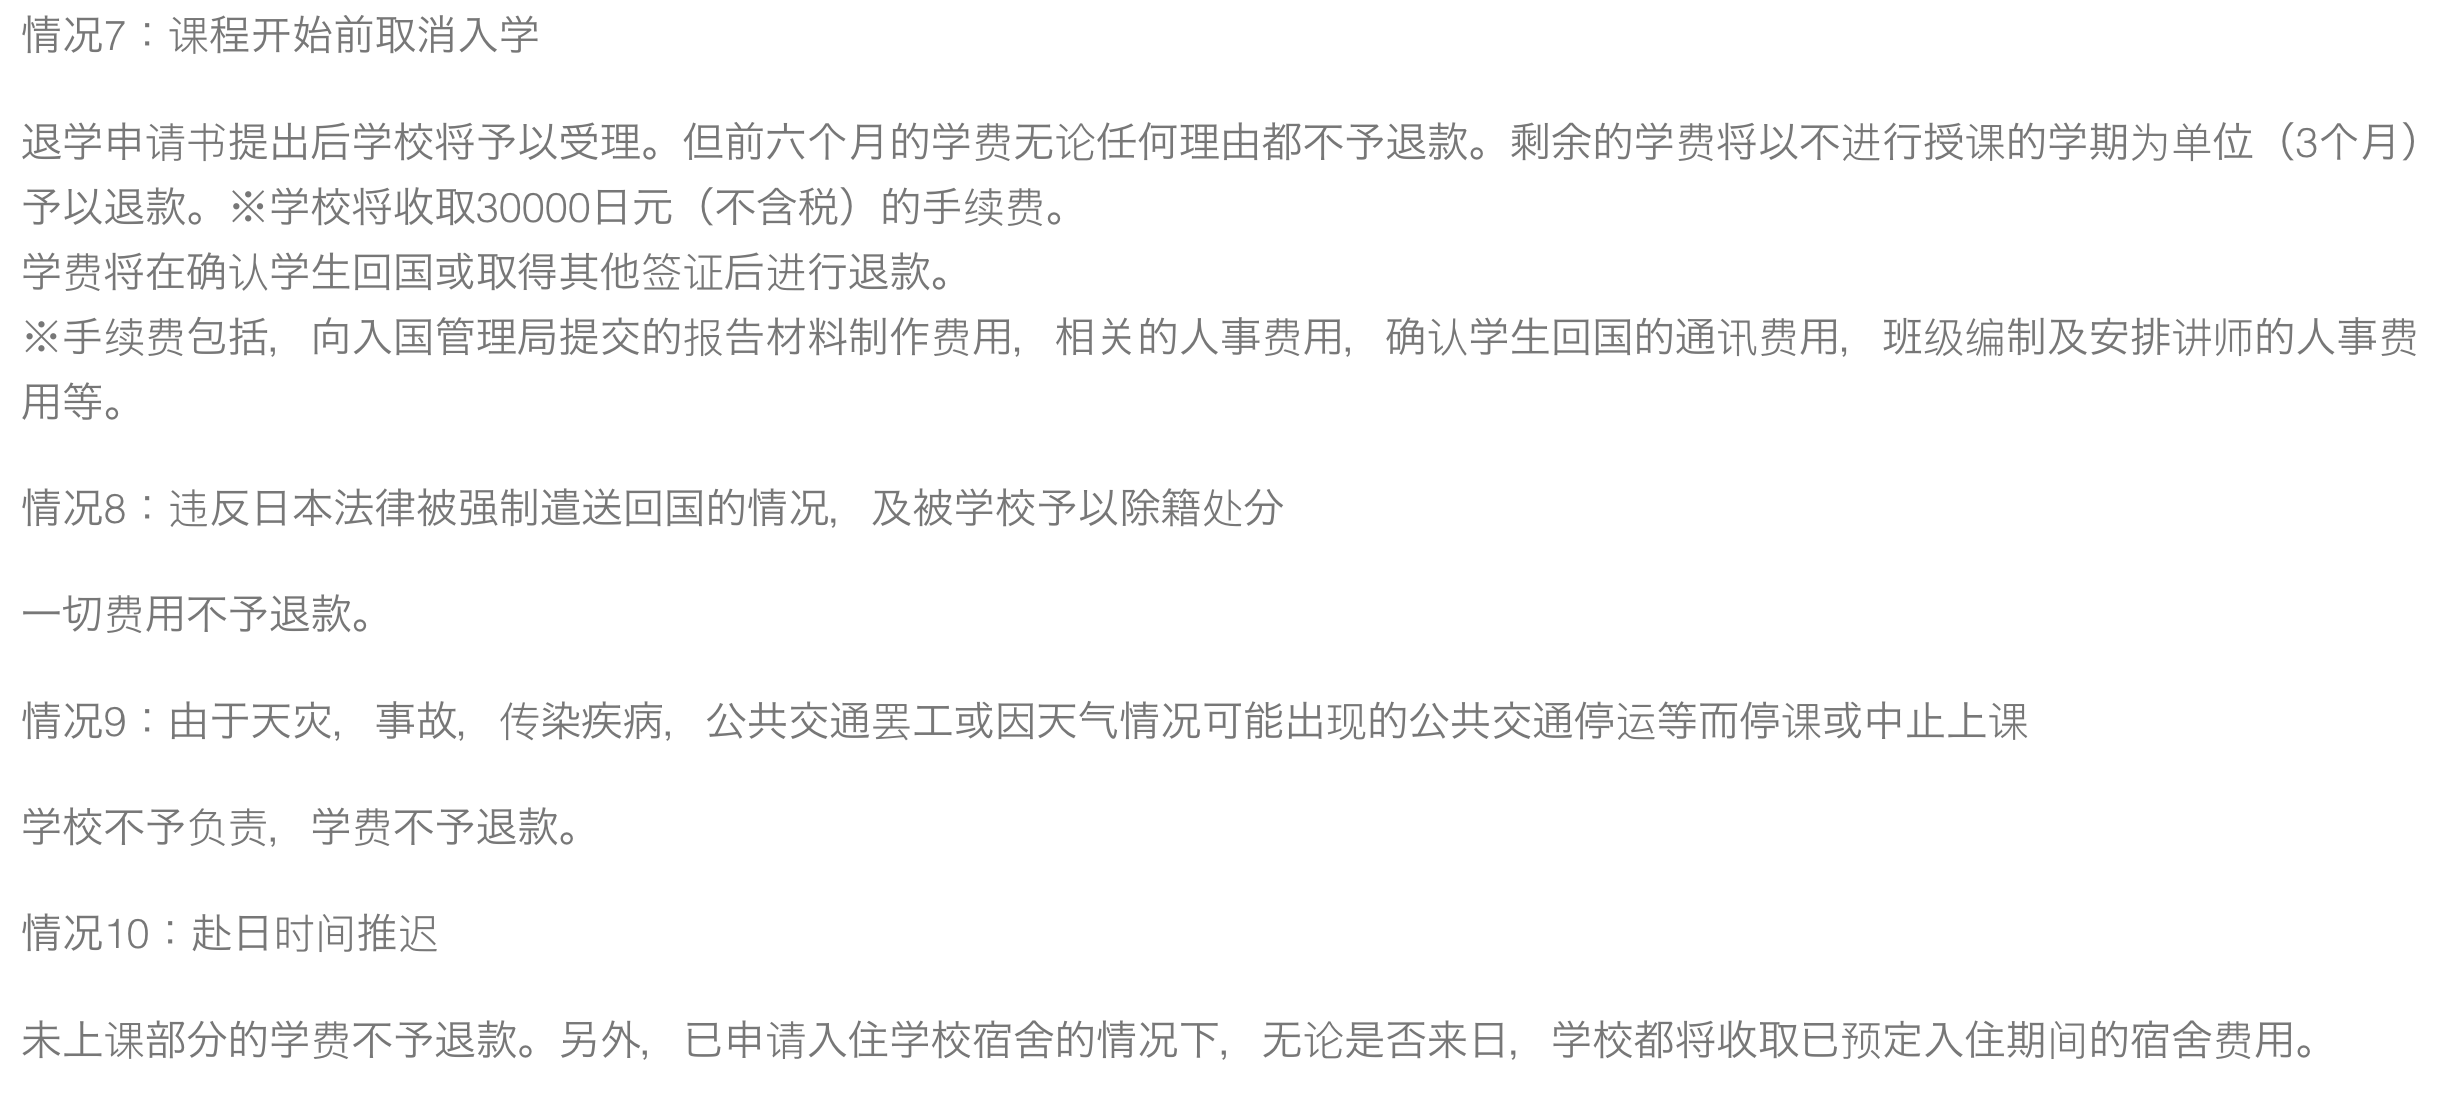 情况7：课程开始前取消入学
退学申请书提出后学校将予以受理。但前六个月的学费无论任何理由都不予退款。剩余的学费将以不进行授课的学期为单位（3个月）
予以退款。※学校将收取30000日元（不含税）的手续费。
学费将在确认学生回国或取得其他签证后进行退款。
※手续费包括，向入国管理局提交的报告材料制作费用，相关的人事费用，确认学生回国的通讯费用，班级编制及安排讲师的人事费
用等。
情况8：违反日本法律被强制遣送回国的情况，及被学校予以除籍处分
一切费用不予退款。
情况9：由于天灾，事故，传染疾病，公共交通罢工或因天气情况可能出现的公共交通停运等而停课或中止上课
学校不予负责，学费不予退款。
情况10：赴日时间推迟
未上课部分的学费不予退款。另外，已申请入住学校宿舍的情况下，无论是否来日，学校都将收取已预定入住期间的宿舍费用。